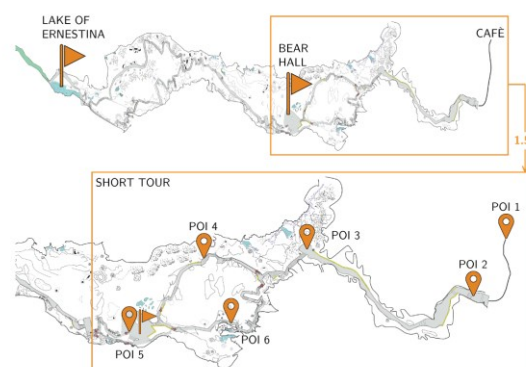 LAKE OF
ERNESTINA
BEAR
HALL
CAFÈ
SHORT TOUR
POI 1
POI 4
POI 3
POI 2
POI 6
POI 5